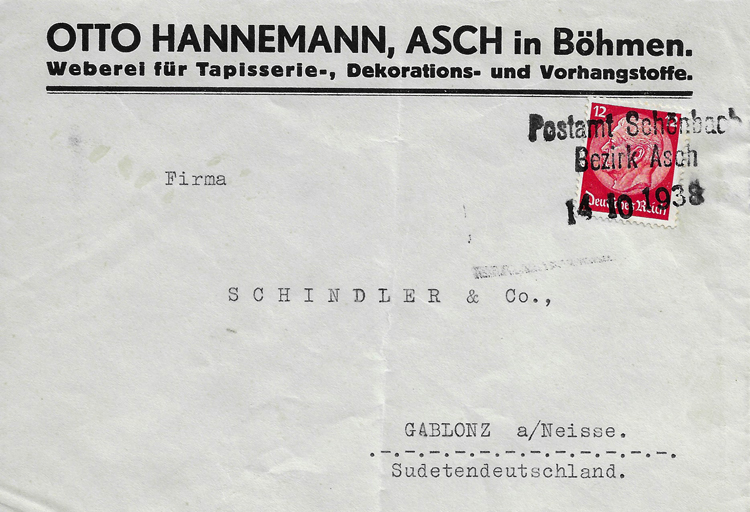 OTTO HANNEMANN, ASCH in Böhmen.
Weberei für Tapisserie-, Dekorations- und Vorhangstoffe.
12
Postamt Schönbach
Bezirk Asch
14 10 1938
Deutsches Reich
Firma
SCHINDLER & Co.,
GABLONZ a/Neisse.
Sudetendeutschland.